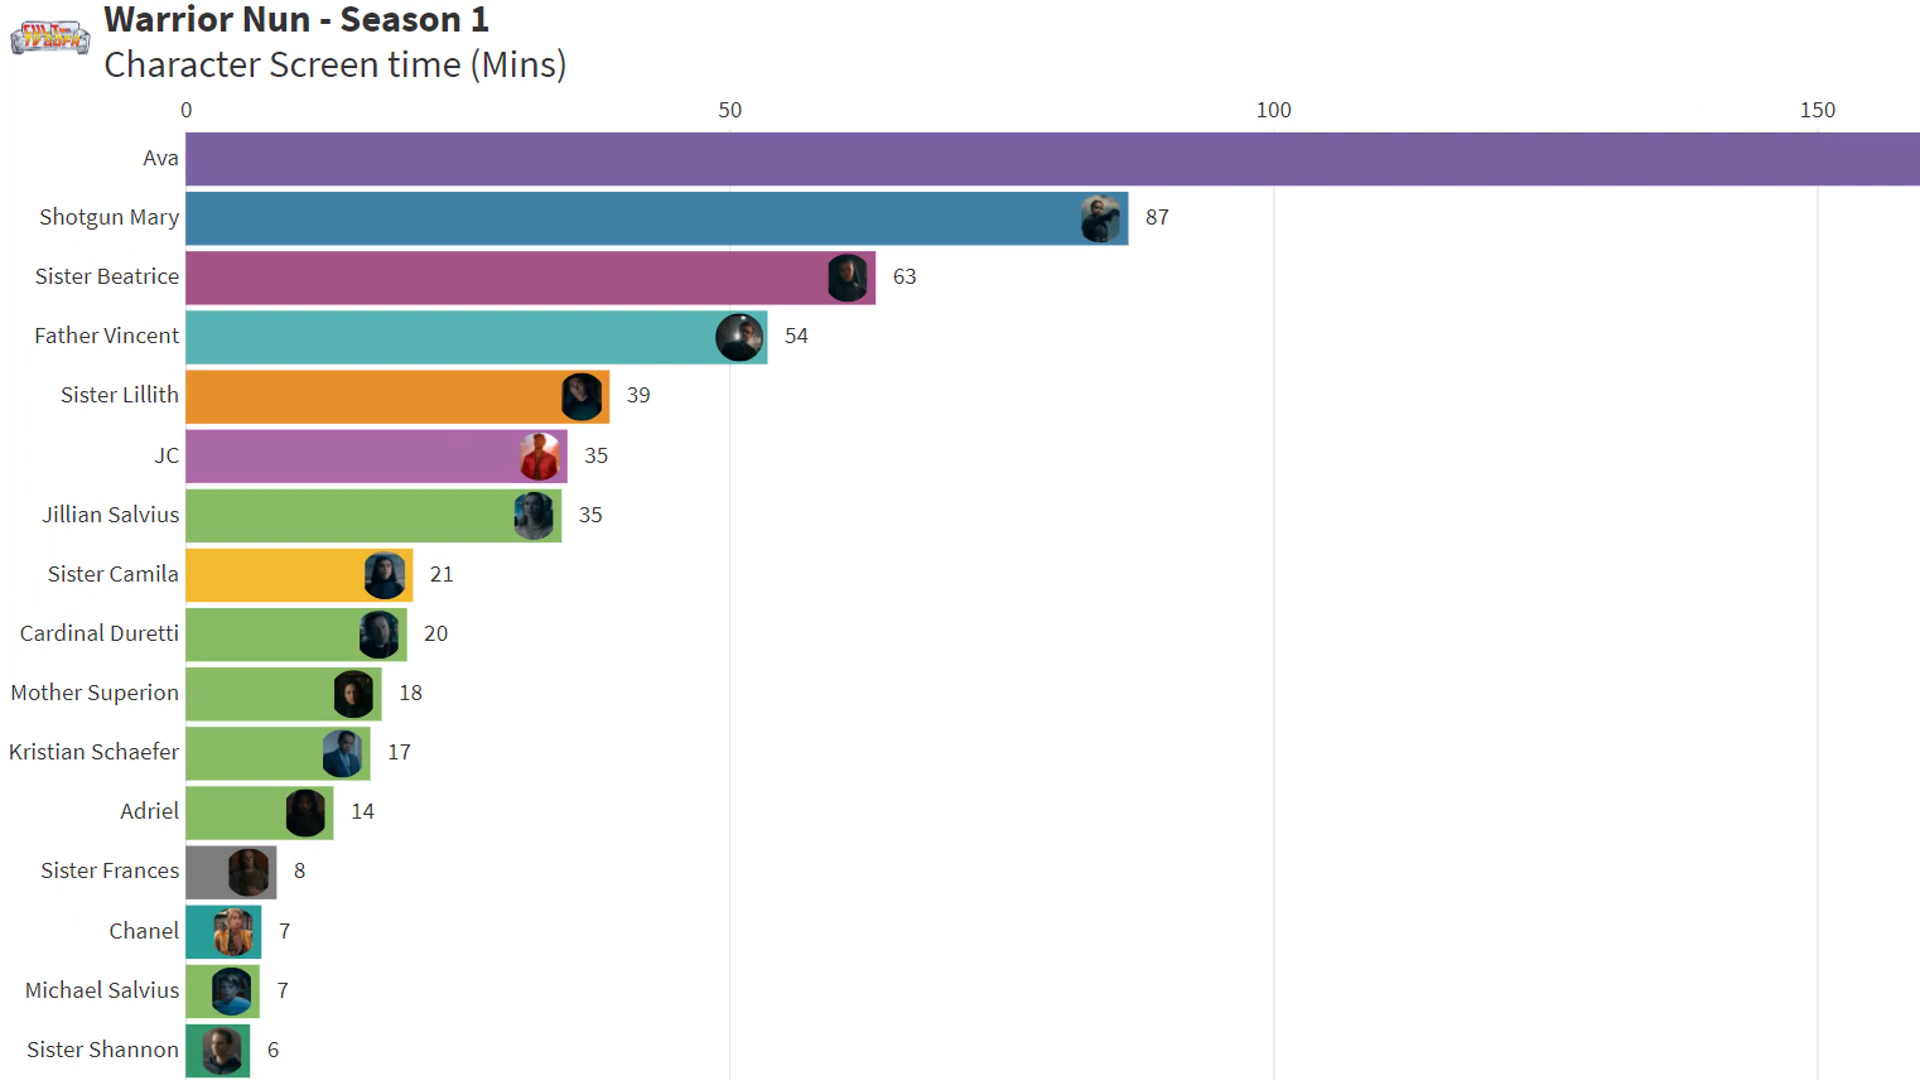 Warrior Nun - Season 1
Character Screen time (Mins)
0 50 100 150
Ava
Shotgun Mary 87
Sister Beatrice 63
Father Vincent 54
Sister Lillith 39
JC 35
Jillian Salvius 35
Sister Camila 21
Cardinal Duretti 20
Mother Superion 18
Kristian Schaefer 17
Adriel 14
Sister Frances 8
Chanel 7
Michael Salvius 7
Sister Shannon 6